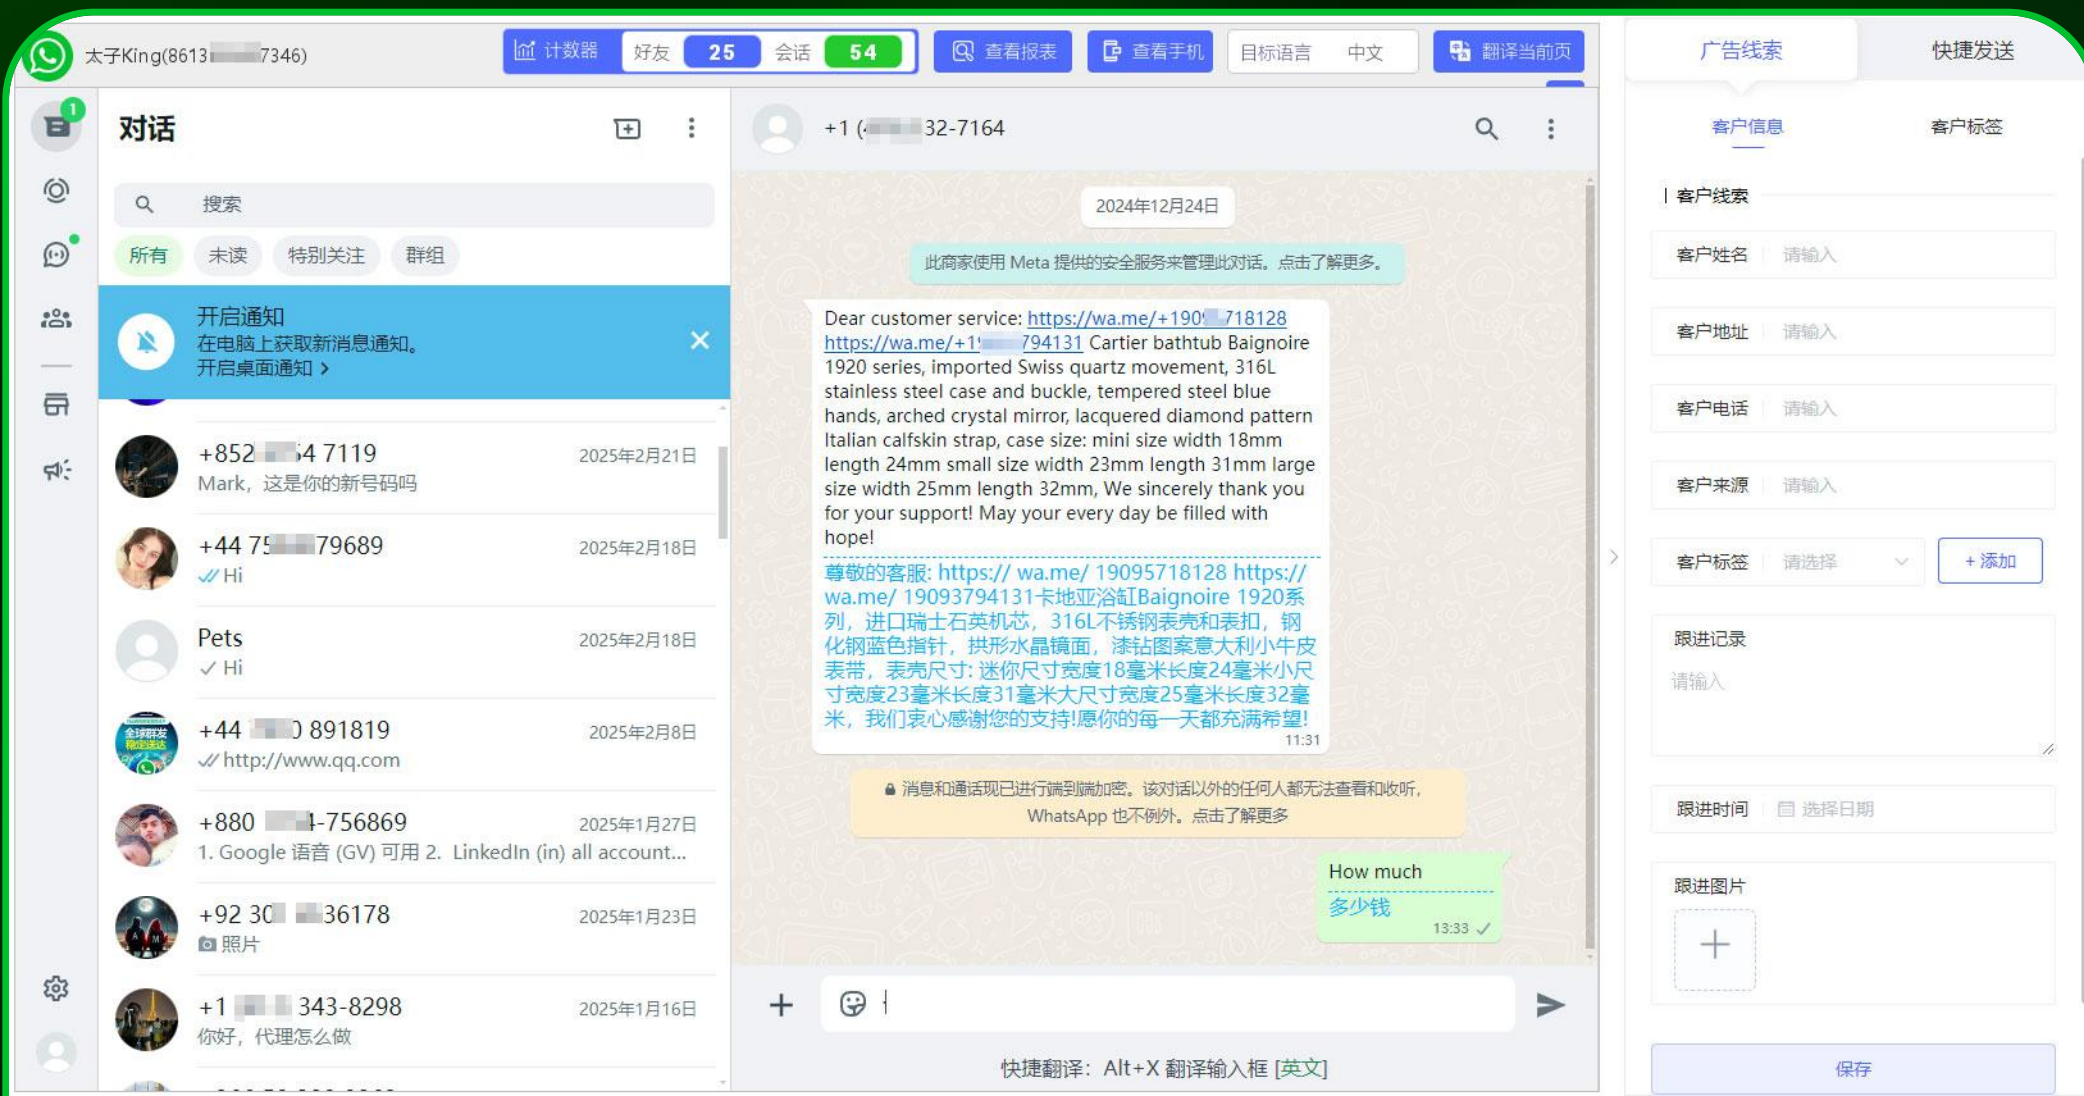 太子King(8613 7346)
计数器
好友 25 会话 54
查看报表
查看手机
目标语言 中文
翻译当前页
广告线索
快捷发送
1
对话
搜索
所有 未读 特别关注 群组
开启通知
在电脑上获取新消息通知。
开启桌面通知 >
+852 54 7119 2025年2月21日
Mark，这是你的新号码吗
+44 75 79689 2025年2月18日
Hi
Pets 2025年2月18日
Hi
+44 0 891819 2025年2月8日
全球群发
稳定送达
http://www.qq.com
+880 4-756869 2025年1月27日
1. Google 语音 (GV) 可用 2. LinkedIn (in) all account...
+92 30 36178 2025年1月23日
照片
+1 343-8298 2025年1月16日
你好，代理怎么做
+1 ( 32-7164
2024年12月24日
此商家使用 Meta 提供的安全服务来管理此对话。点击了解更多。
Dear customer service: https://wa.me/+190 718128
https://wa.me/+1 794131 Cartier bathtub Baignoire
1920 series, imported Swiss quartz movement, 316L
stainless steel case and buckle, tempered steel blue
hands, arched crystal mirror, lacquered diamond pattern
Italian calfskin strap, case size: mini size width 18mm
length 24mm small size width 23mm length 31mm large
size width 25mm length 32mm, We sincerely thank you
for your support! May your every day be filled with
hope!
尊敬的客服: https:// wa.me/ 19095718128 https://
wa.me/ 19093794131卡地亚浴缸Baignoire 1920系
列，进口瑞士石英机芯，316L不锈钢表壳和表扣，钢
化钢蓝色指针，拱形水晶镜面，漆钻图案意大利小牛皮
表带，表壳尺寸: 迷你尺寸宽度18毫米长度24毫米小尺
寸宽度23毫米长度31毫米大尺寸宽度25毫米长度32毫
米，我们衷心感谢您的支持!愿你的每一天都充满希望!
11:31
消息和通话现已进行端到端加密。该对话以外的任何人都无法查看和收听，
WhatsApp 也不例外。点击了解更多
How much
多少钱
13:33
快捷翻译：Alt+X 翻译输入框 [英文]
客户信息
客户标签
客户线索
客户姓名 请输入
客户地址 请输入
客户电话 请输入
客户来源 请输入
客户标签 请选择 + 添加
跟进记录
请输入
跟进时间 选择日期
跟进图片
保存